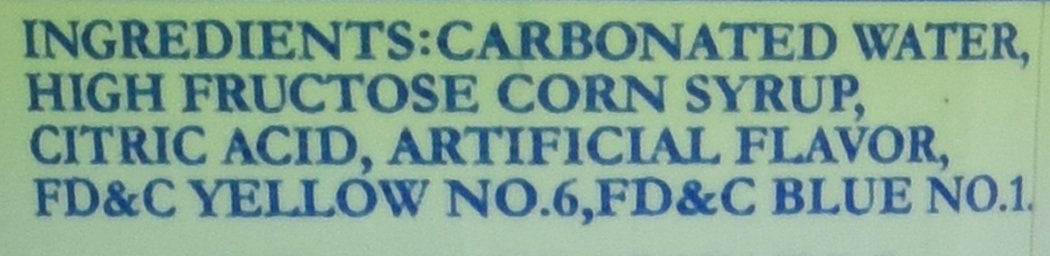 INGREDIENTS:CARBONATED WATER,
HIGH FRUCTOSE CORN SYRUP,
CITRIC ACID, ARTIFICIAL FLAVOR,
FD&C YELLOW NO.6,FD&C BLUE NO.1.